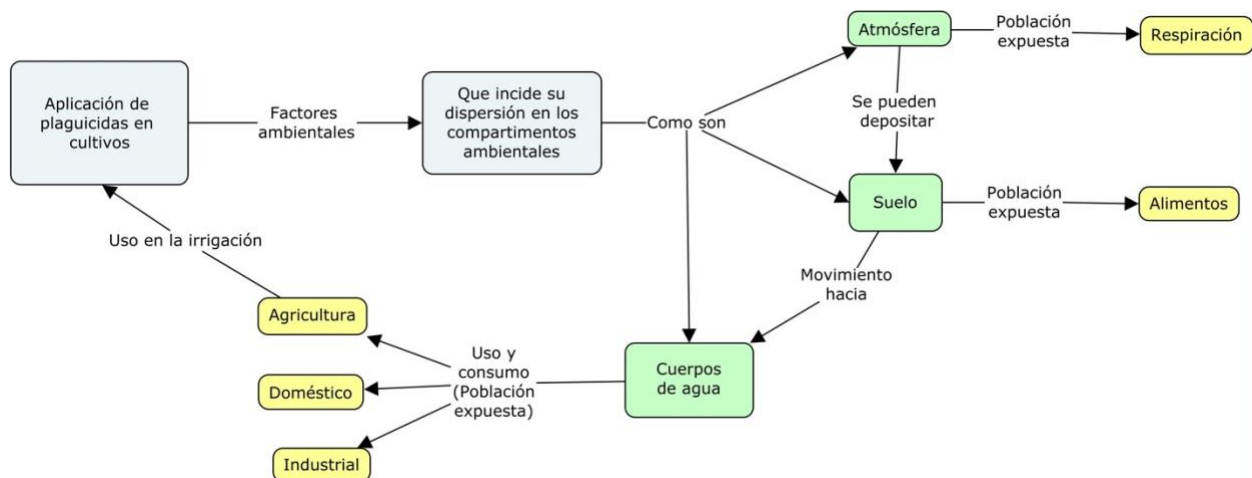 Aplicación de
plaguicidas en
cultivos
Factores
ambientales
Que incide su
dispersión en los
compartimentos
ambientales
Como son
Atmósfera
Población
expuesta
Respiración
Se pueden
depositar
Suelo
Población
expuesta
Alimentos
Movimiento
hacia
Cuerpos
de agua
Uso y
consumo
(Población
expuesta)
Agricultura
Doméstico
Industrial
Uso en la irrigación